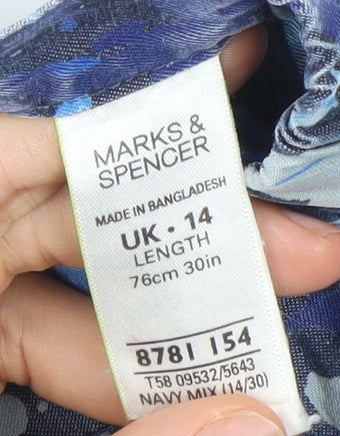 MARKS &
SPENCER
MADE IN BANGLADESH
UK · 14
LENGTH
76cm 30in
8781 154
T58 09532/5643
NAVY MIX (14/30)